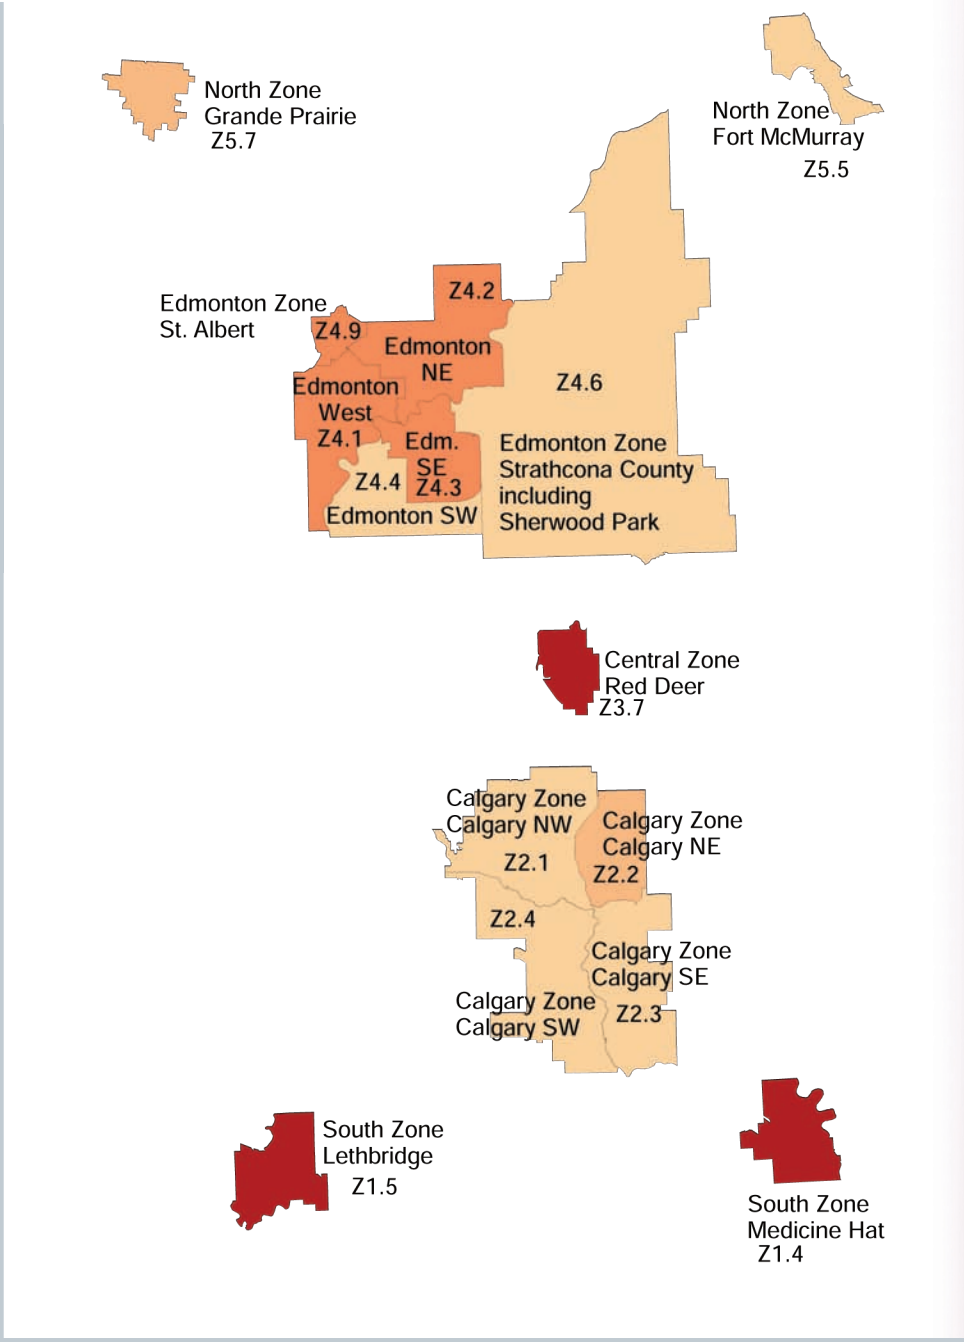 North Zone
Grande Prairie
Z5.7
North Zone
Fort McMurray
Z5.5
Edmonton Zone
St. Albert
Z4.9
Z4.2
Edmonton
NE
Edmonton
West
Z4.1
Edm.
SE
Z4.3
Z4.4
Edmonton SW
Z4.6
Edmonton Zone
Strathcona County
including
Sherwood Park
Central Zone
Red Deer
Z3.7
Calgary Zone
Calgary NW
Z2.1
Calgary Zone
Calgary NE
Z2.2
Z2.4
Calgary Zone
Calgary SW
Calgary Zone
Calgary SE
Z2.3
South Zone
Lethbridge
Z1.5
South Zone
Medicine Hat
Z1.4